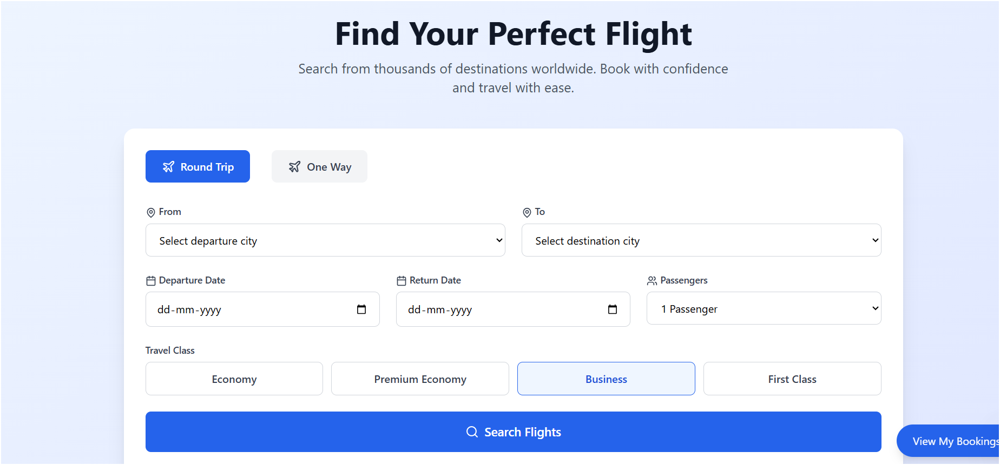 Find Your Perfect Flight
Search from thousands of destinations worldwide. Book with confidence
and travel with ease.
Round Trip
One Way
From
To
Select departure city
Select destination city
Departure Date
Return Date
Passengers
dd-mm-yyyy
dd-mm-yyyy
1 Passenger
Travel Class
Economy
Premium Economy
Business
First Class
Search Flights
View My Bookings